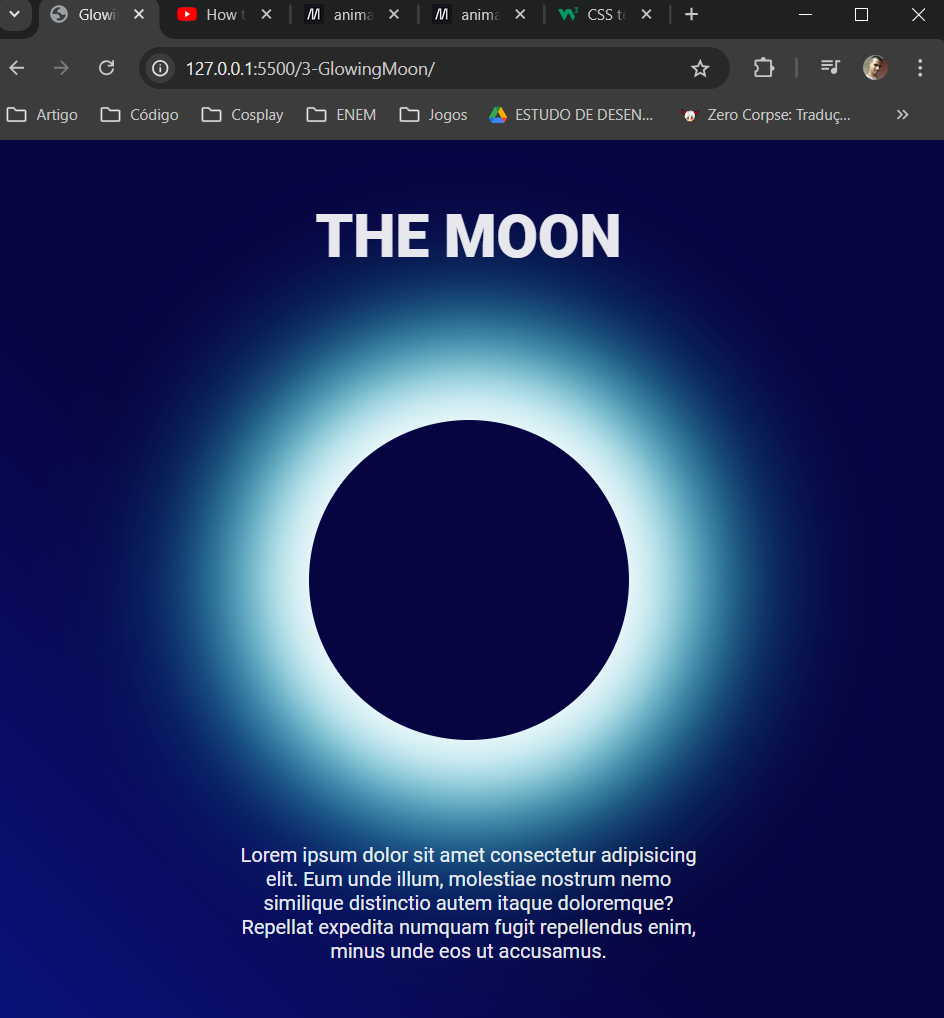 Glowi
How t
anima
anima
CSS te
127.0.0.1:5500/3-GlowingMoon/
Artigo
Código
Cosplay
ENEM
Jogos
ESTUDO DE DESEN...
Zero Corpse: Traduç...
THE MOON
Lorem ipsum dolor sit amet consectetur adipisicing
elit. Eum unde illum, molestiae nostrum nemo
similique distinctio autem itaque doloremque?
Repellat expedita numquam fugit repellendus enim,
minus unde eos ut accusamus.